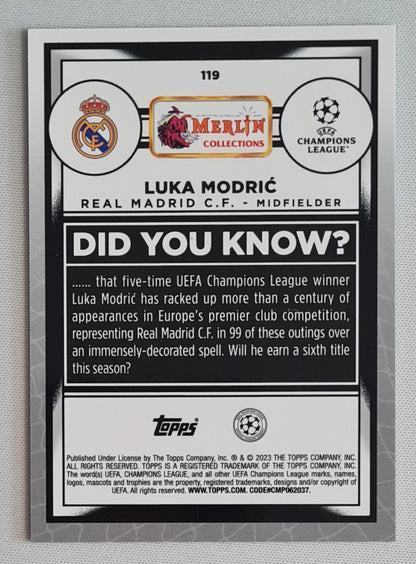 119
MERLIN
COLLECTIONS
UEFA
CHAMPIONS
LEAGUE™
LUKA MODRIĆ
REAL MADRID C.F. - MIDFIELDER
DID YOU KNOW?
...... that five-time UEFA Champions League winner
Luka Modrić has racked up more than a century of
appearances in Europe's premier club competition,
representing Real Madrid C.F. in 99 of these outings over
an immensely-decorated spell. Will he earn a sixth title
this season?
Topps
Published Under License by The Topps Company, Inc. ® & © 2023 THE TOPPS COMPANY, INC.
ALL RIGHTS RESERVED. TOPPS IS A REGISTERED TRADEMARK OF THE TOPPS COMPANY, INC.
The word(s) UEFA, CHAMPIONS LEAGUE, and all other UEFA Champions League marks, names,
logos, mascots and trophies are the property, registered trademarks, designs and/or copyright of
UEFA. All rights reserved. WWW.TOPPS.COM. CODE#CMP062037.